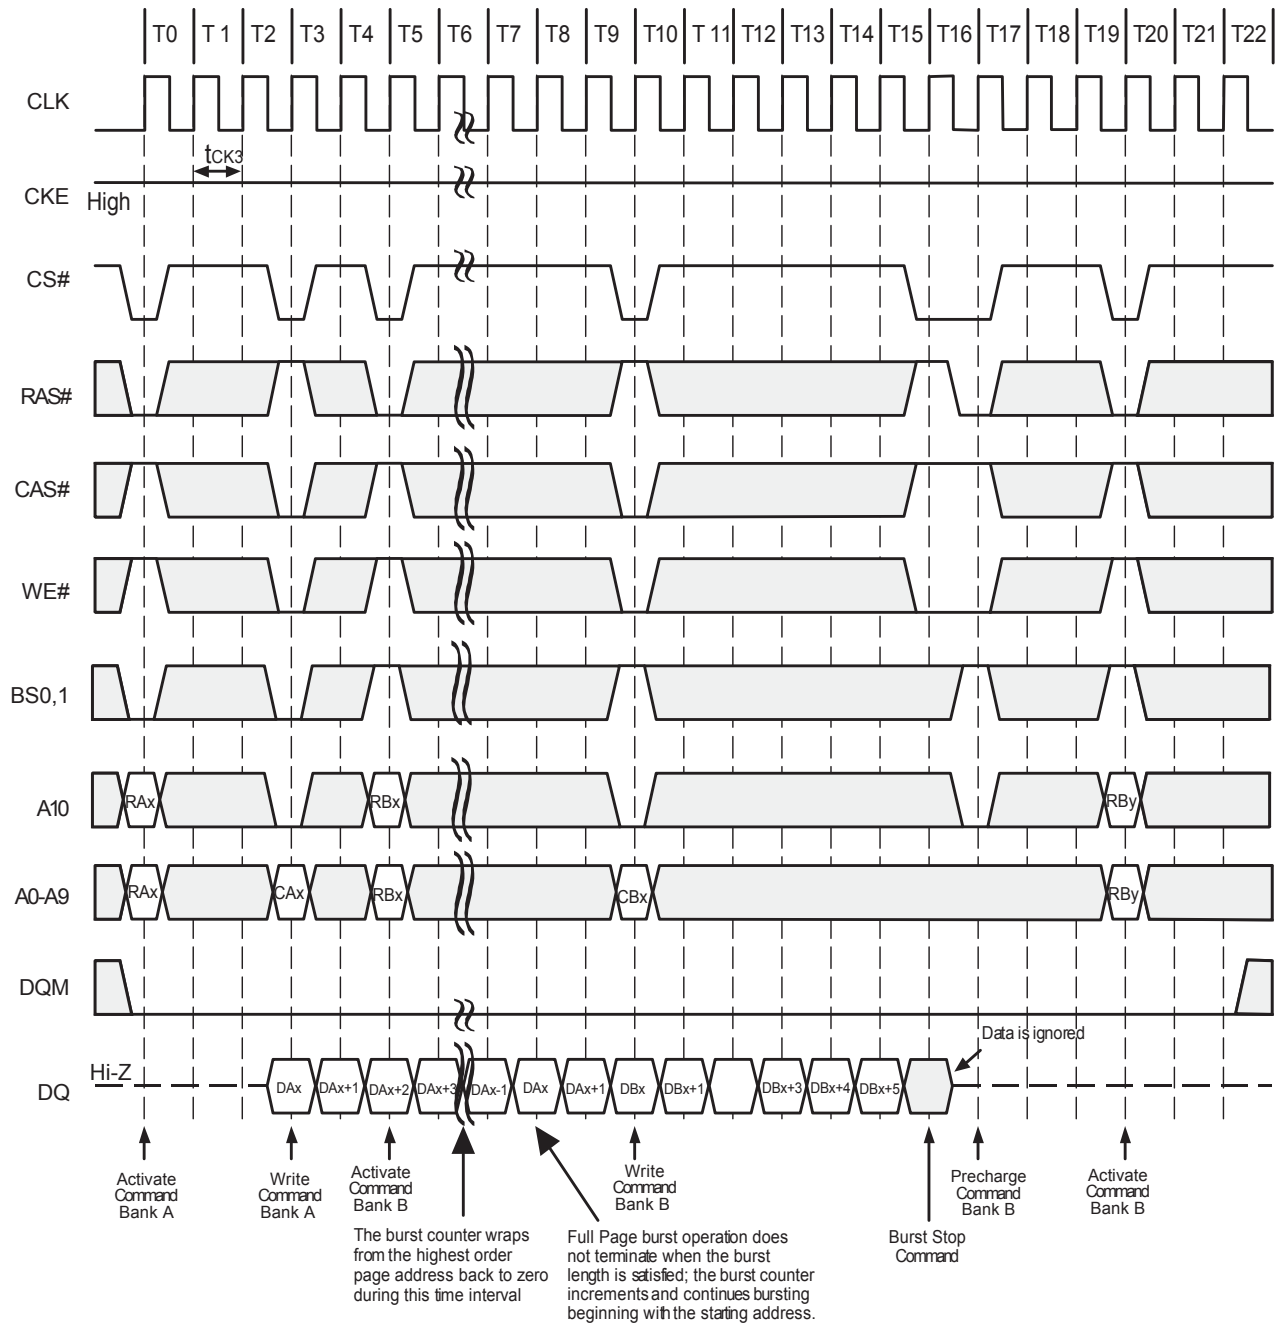 T0 T 1 T2 T3 T4 T5 T6 T7 T8 T9 T10 T 11 T12 T13 T14 T15 T16 T17 T18 T19 T20 T21 T22
CLK
tCK3
CKE High
CS#
RAS#
CAS#
WE#
BS0,1
A10 RAx RBx RBy
A0-A9 RAx CAx RBx CBx RBy
DQM
Data is ignored
Hi-Z
DQ DAx DAx+1 DAx+2 DAx+3 DAx-1 DAx DAx+1 DBx DBx+1 DBx+3 DBx+4 DBx+5
Activate
Command
Bank A
Write
Command
Bank A
Activate
Command
Bank B
The burst counter wraps
from the highest order
page address back to zero
during this time interval
Full Page burst operation does
not terminate when the burst
length is satisfied; the burst counter
increments and continues bursting
beginning with the starting address.
Write
Command
Bank B
Burst Stop
Command
Precharge
Command
Bank B
Activate
Command
Bank B